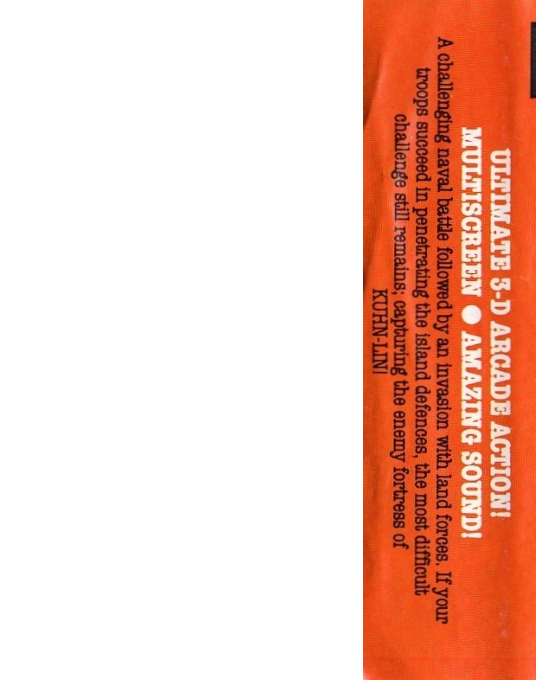 ULTIMATE 3-D ARCADE ACTION!
MULTISCREEN ● AMAZING SOUND!
A challenging naval battle followed by an invasion with land forces. If your
troops succeed in penetrating the island defences, the most difficult
challenge still remains; capturing the enemy fortress of
KUHN-LIN!